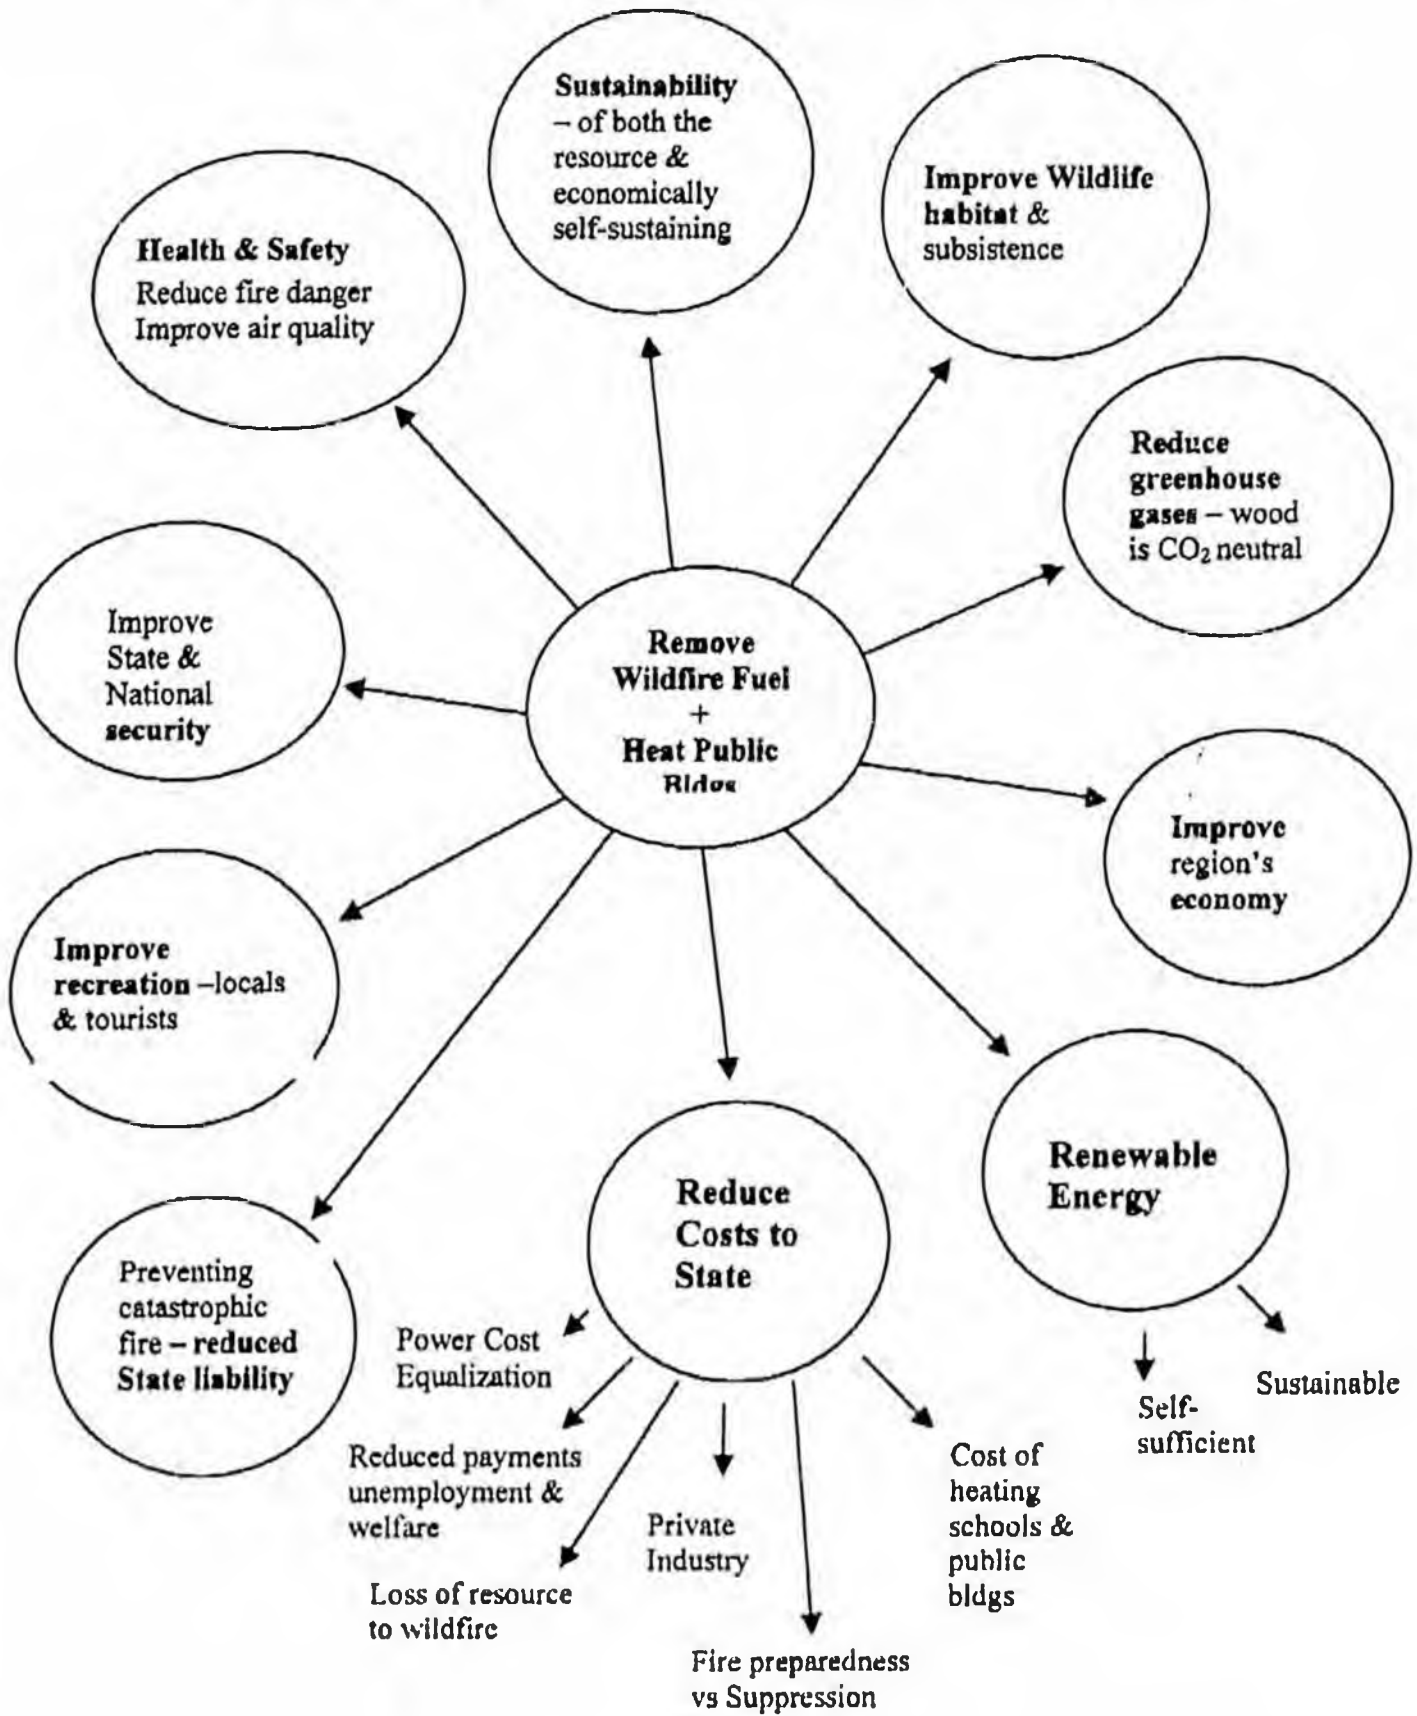 Sustainability
– of both the
resource &
economically
self-sustaining
Improve Wildlife
habitat &
subsistence
Health & Safety
Reduce fire danger
Improve air quality
Reduce
greenhouse
gases – wood
is CO₂ neutral
Improve
State &
National
security
Remove
Wildfire Fuel
+
Heat Public
Bldgs
Improve
region's
economy
Improve
recreation –locals
& tourists
Renewable
Energy
Reduce
Costs to
State
Preventing
catastrophic
fire – reduced
State liability
Power Cost
Equalization
Sustainable
Self-
sufficient
Reduced payments
unemployment &
welfare
Cost of
heating
schools &
public
bldgs
Private
Industry
Loss of resource
to wildfire
Fire preparedness
vs Suppression